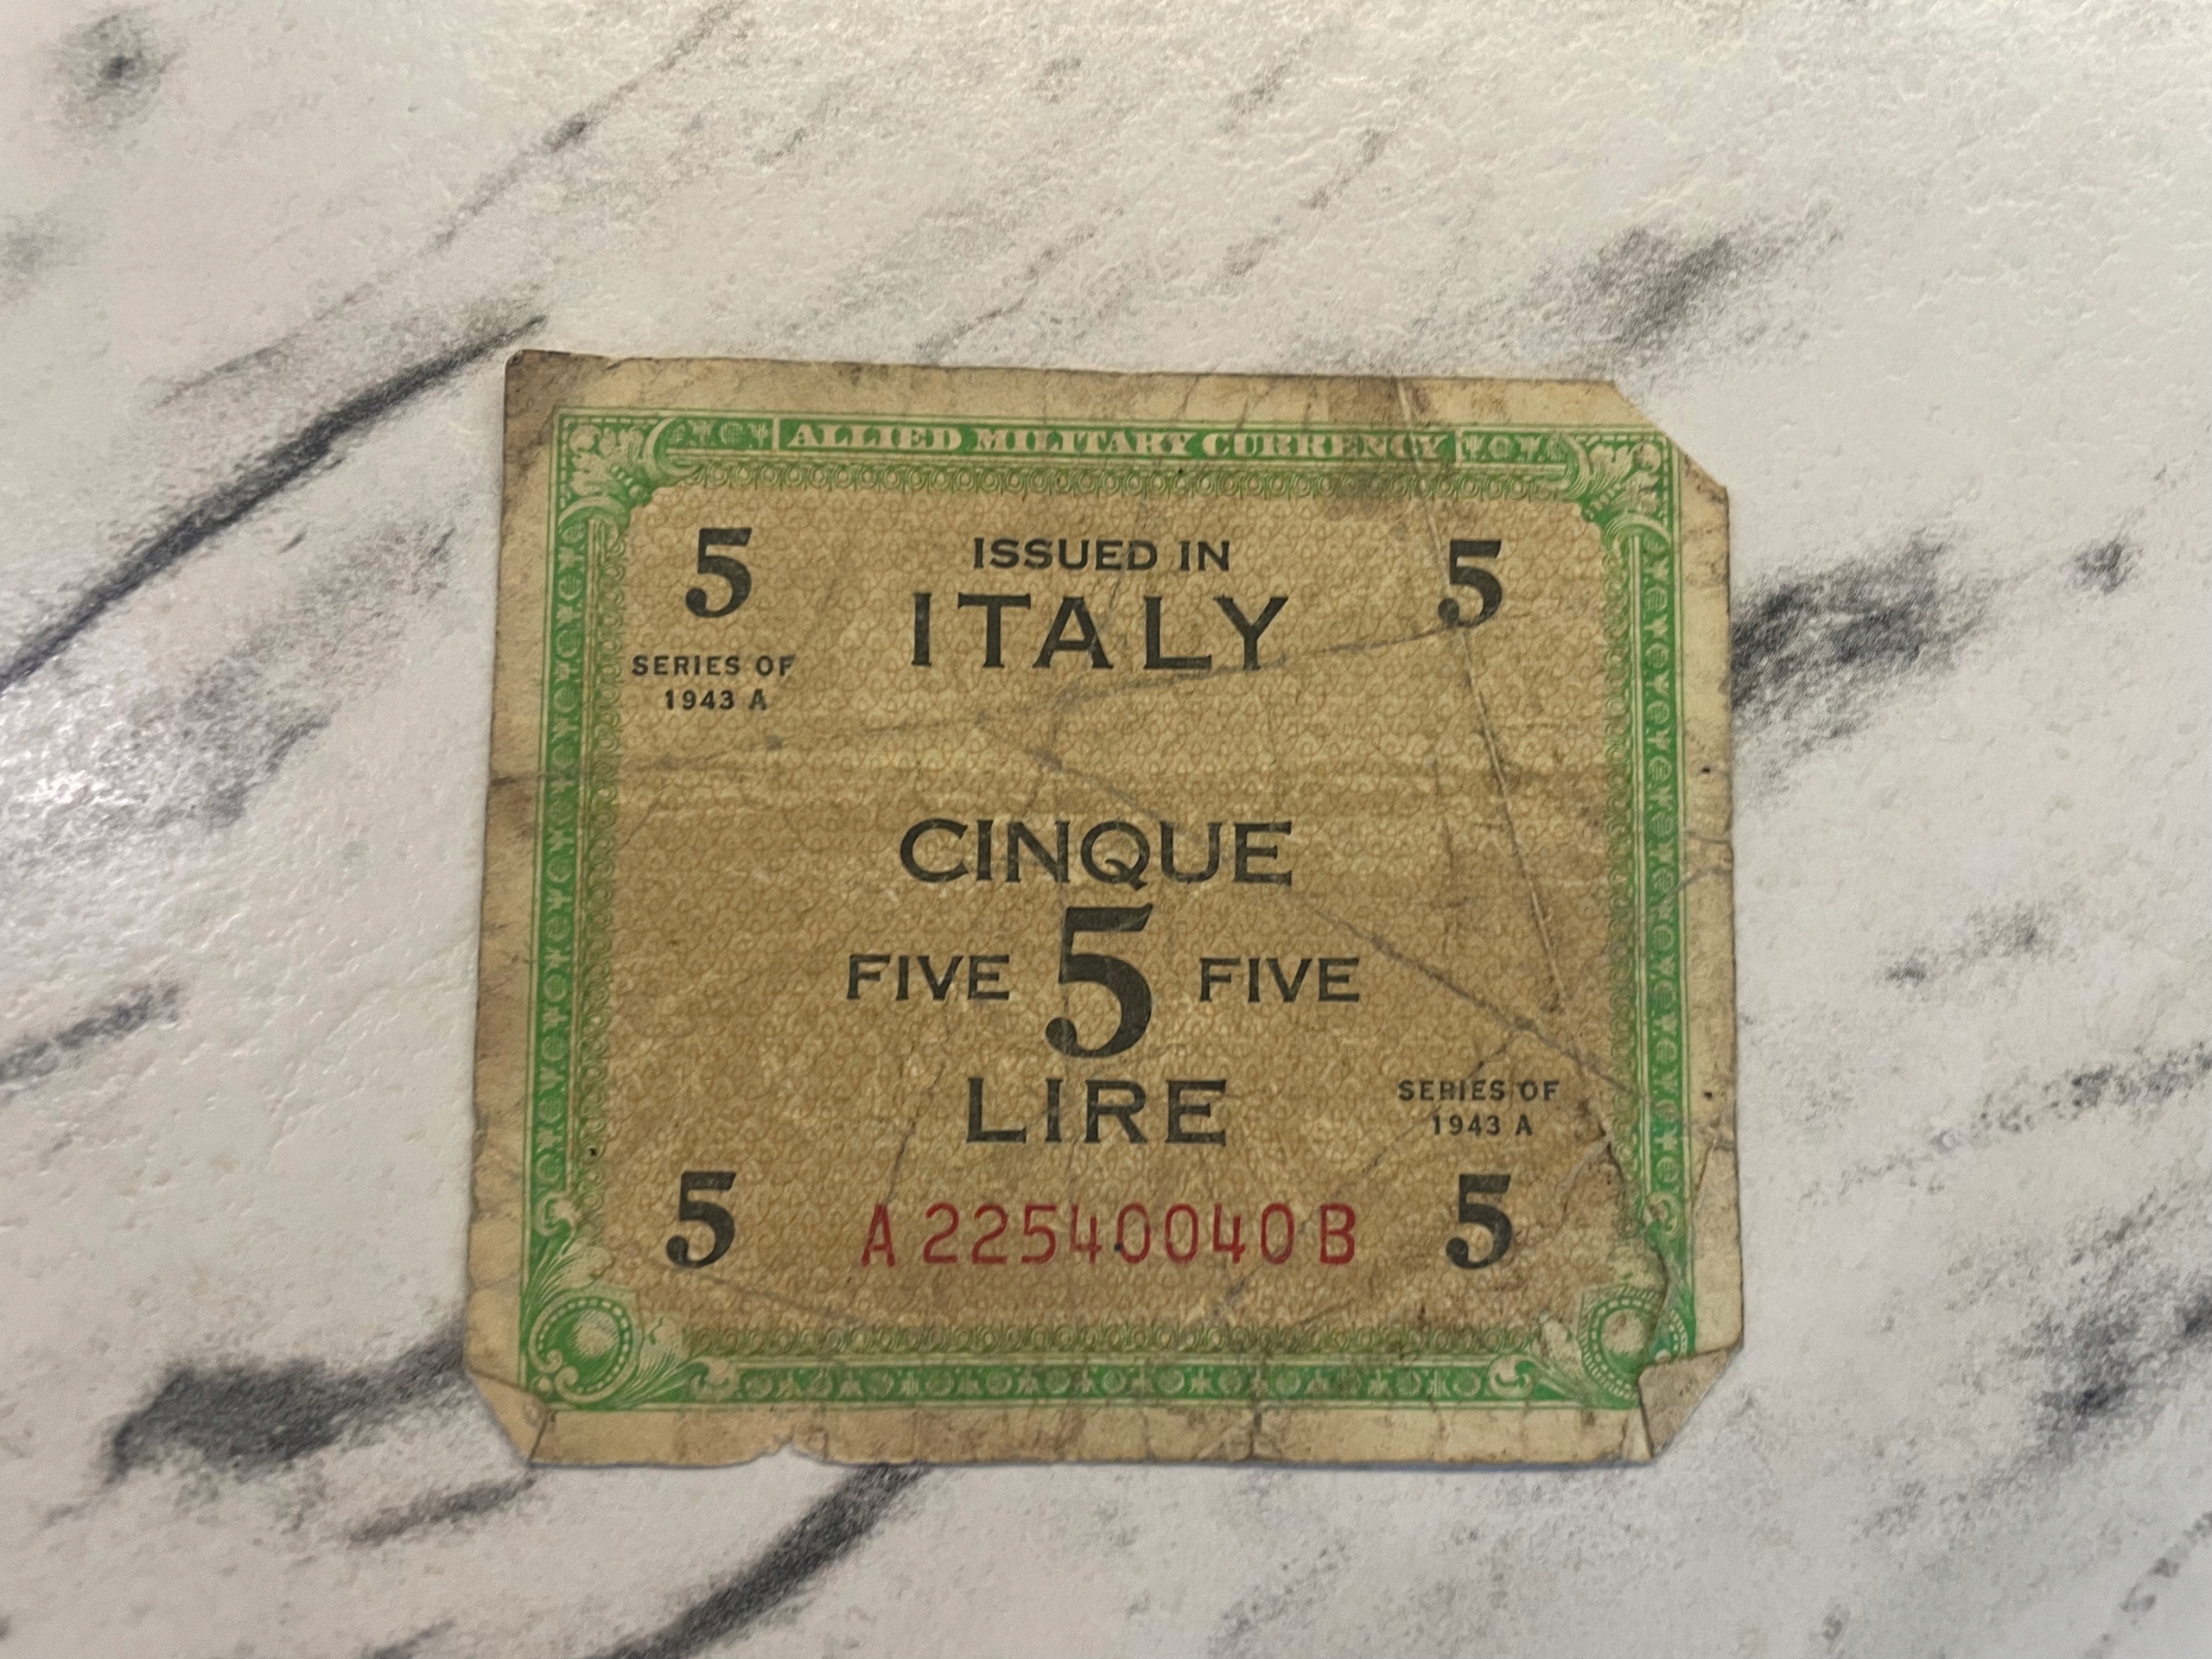 ALLIED MILITARY CURRENCY
5 ISSUED IN 5
ITALY
SERIES OF
1943 A
CINQUE
FIVE 5 FIVE
LIRE
SERIES OF
1943 A
5 A22540040B 5